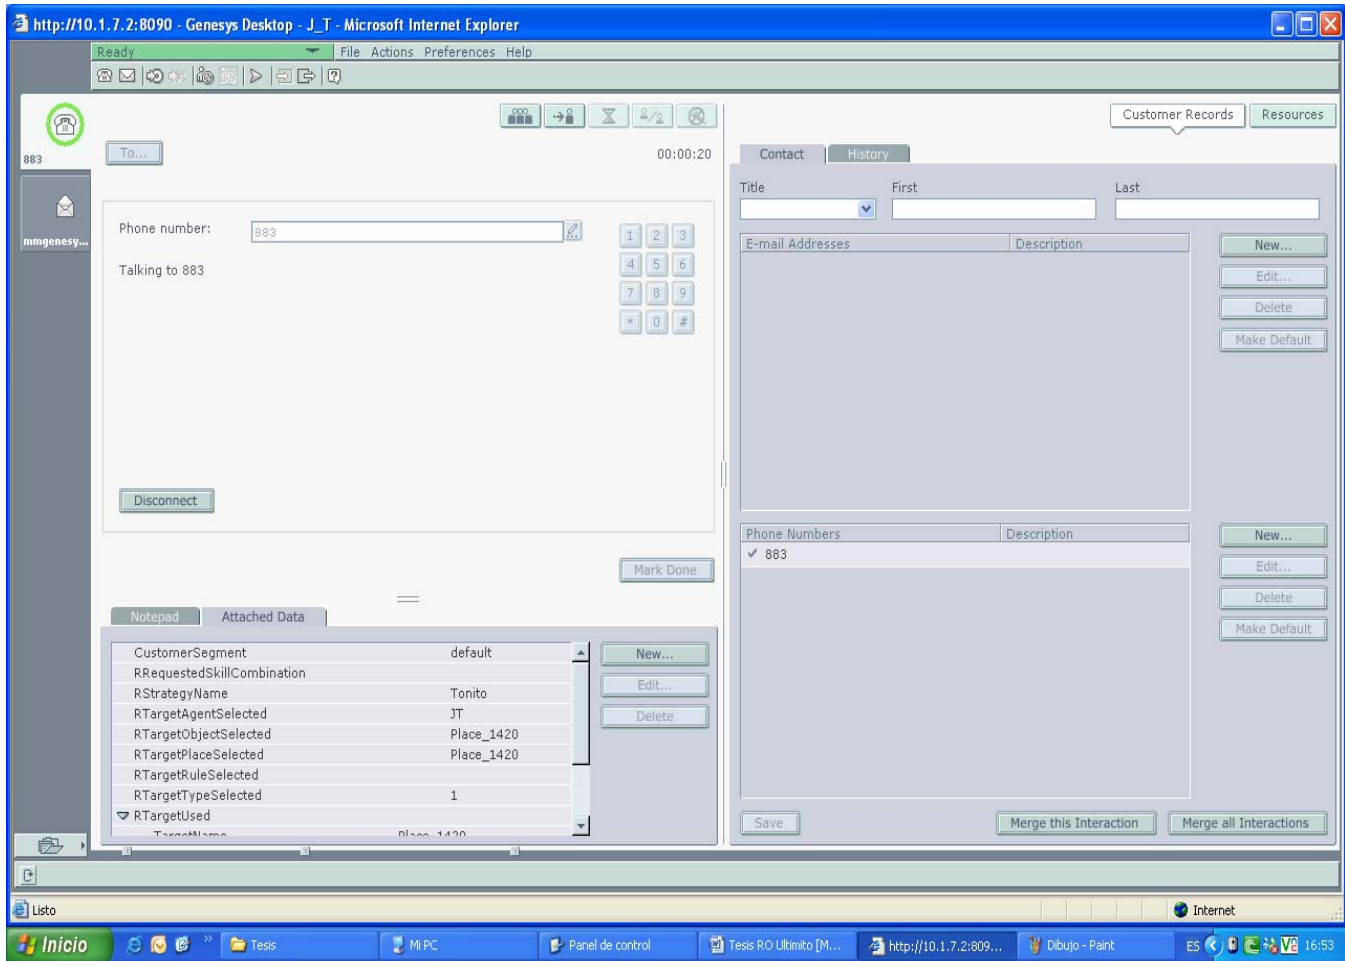 http://10.1.7.2:8090 - Genesys Desktop - J_T - Microsoft Internet Explorer
Ready File Actions Preferences Help
883
mmgenesy...
To...
00:00:20
Phone number: 883
Talking to 883
1 2 3
4 5 6
7 8 9
* 0 #
Disconnect
Mark Done
Notepad Attached Data
CustomerSegment default
RRequestedSkillCombination
RStrategyName Tonito
RTargetAgentSelected JT
RTargetObjectSelected Place_1420
RTargetPlaceSelected Place_1420
RTargetRuleSelected
RTargetTypeSelected 1
RTargetUsed
TargetName Place_1420
New...
Edit...
Delete
Customer Records Resources
Contact History
Title First Last
E-mail Addresses Description
New...
Edit...
Delete
Make Default
Phone Numbers Description
883
New...
Edit...
Delete
Make Default
Save Merge this Interaction Merge all Interactions
Listo Internet
Inicio Tesis Mi PC Panel de control Tesis RO Ultimito [M... http://10.1.7.2:809... Dibujo - Paint ES 16:53